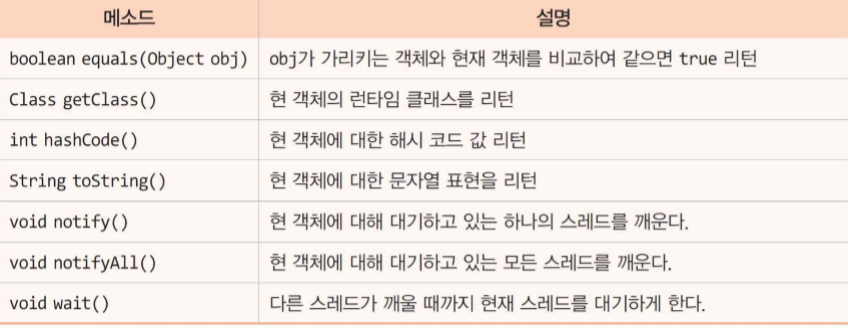 메소드 설명
boolean equals(Object obj) obj가 가리키는 객체와 현재 객체를 비교하여 같으면 true 리턴
Class getClass() 현 객체의 런타임 클래스를 리턴
int hashCode() 현 객체에 대한 해시 코드 값 리턴
String toString() 현 객체에 대한 문자열 표현을 리턴
void notify() 현 객체에 대해 대기하고 있는 하나의 스레드를 깨운다.
void notifyAll() 현 객체에 대해 대기하고 있는 모든 스레드를 깨운다.
void wait() 다른 스레드가 깨울 때까지 현재 스레드를 대기하게 한다.